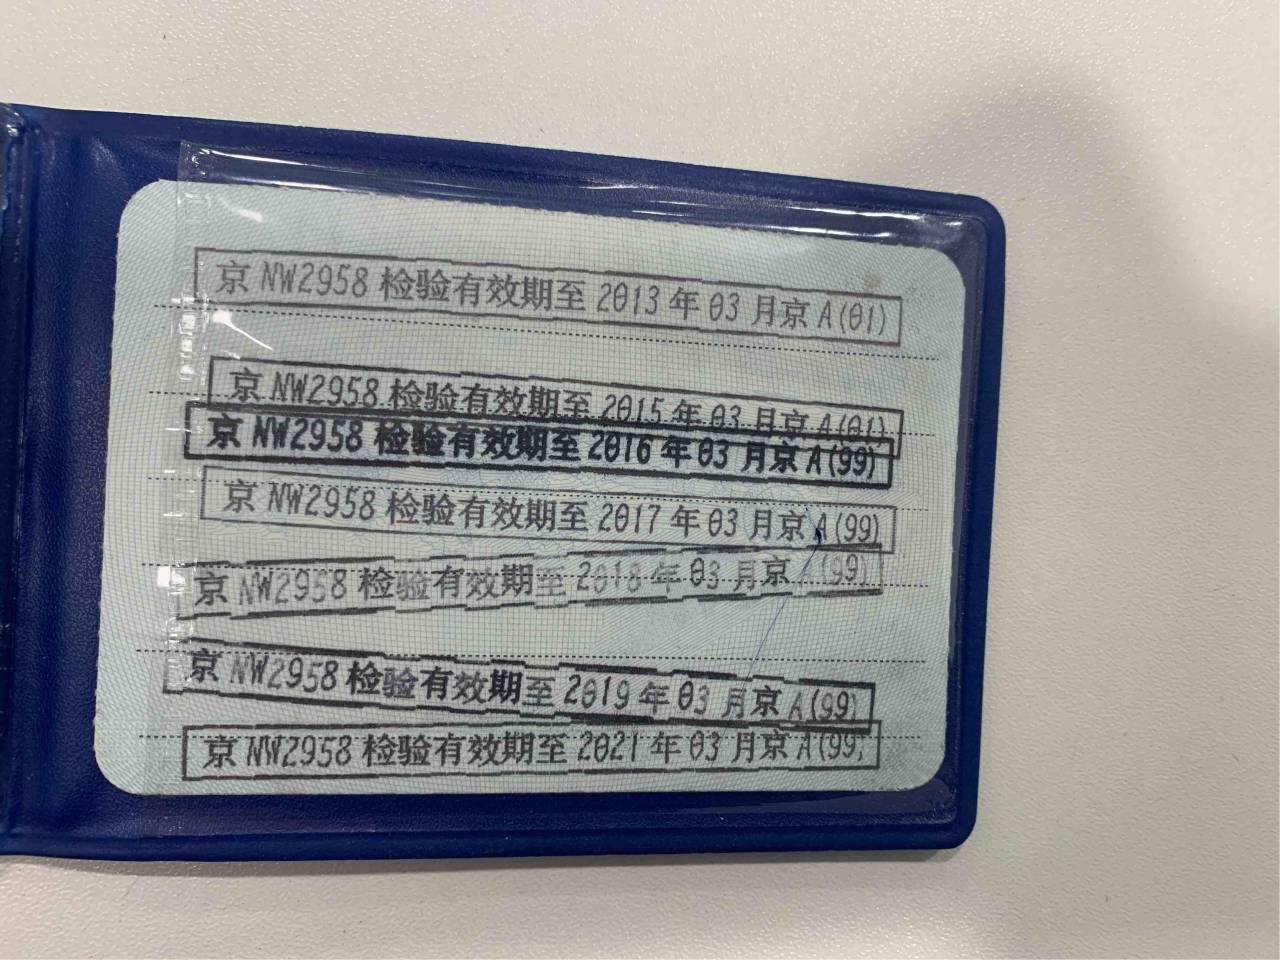 京 NW2958 检验有效期至 2013 年 03 月京 A(01)
京 NW2958 检验有效期至 2015 年 03 月京 A(01)
京 NW2958 检验有效期至 2016 年 03 月京 A(99)
京 NW2958 检验有效期至 2017 年 03 月京 A(99)
京 NW2958 检验有效期至 2018 年 03 月京 A(99)
京 NW2958 检验有效期至 2019 年 03 月京 A(99)
京 NW2958 检验有效期至 2021 年 03 月京 A(99)